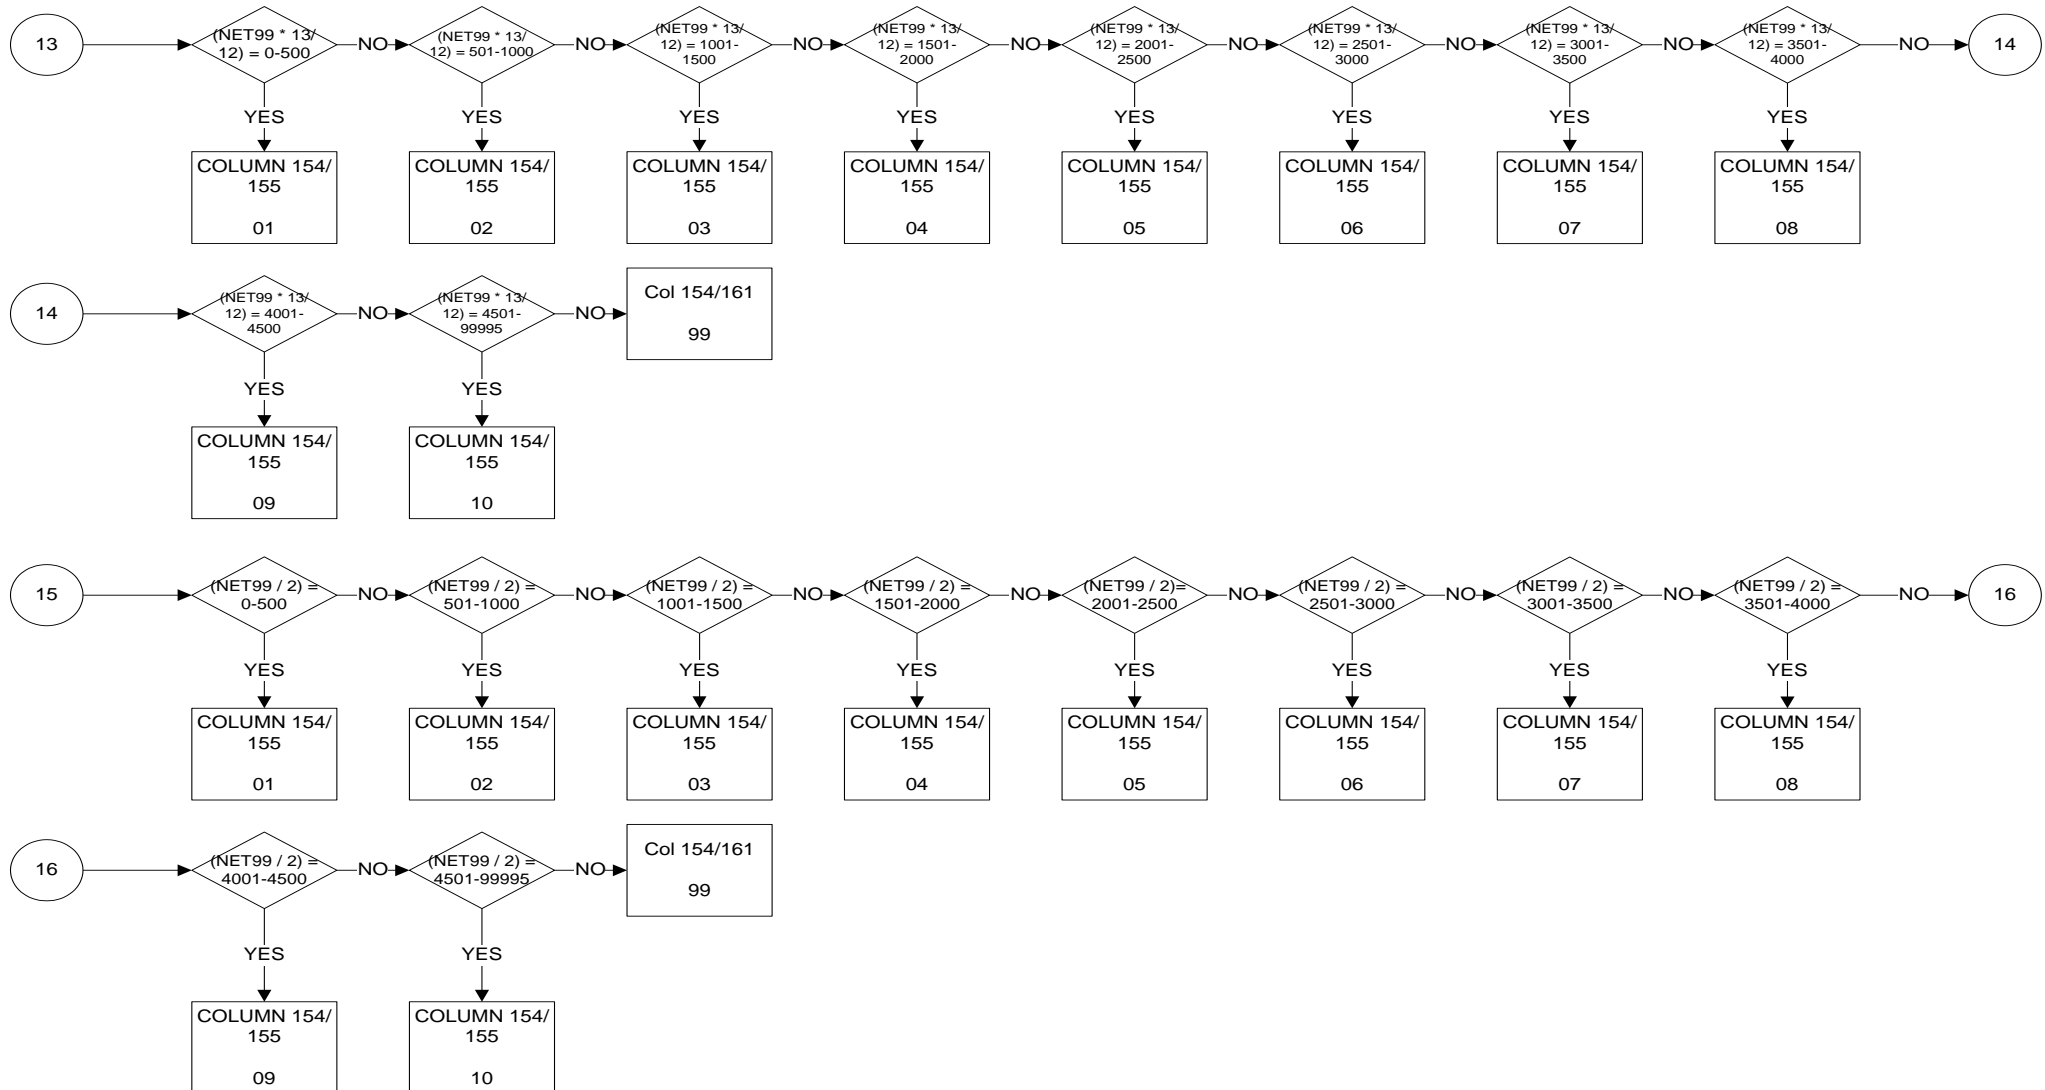 13
(NET99 * 13/
12) = 0-500
NO
(NET99 * 13/
12) = 501-1000
NO
(NET99 * 13/
12) = 1001-
1500
NO
(NET99 * 13/
12) = 1501-
2000
NO
(NET99 * 13/
12) = 2001-
2500
NO
(NET99 * 13/
12) = 2501-
3000
NO
(NET99 * 13/
12) = 3001-
3500
NO
(NET99 * 13/
12) = 3501-
4000
NO
14
YES
YES
YES
YES
YES
YES
YES
YES
COLUMN 154/
155
01
COLUMN 154/
155
02
COLUMN 154/
155
03
COLUMN 154/
155
04
COLUMN 154/
155
05
COLUMN 154/
155
06
COLUMN 154/
155
07
COLUMN 154/
155
08
14
(NET99 * 13/
12) = 4001-
4500
NO
(NET99 * 13/
12) = 4501-
99995
NO
Col 154/161
99
YES
YES
COLUMN 154/
155
09
COLUMN 154/
155
10
15
(NET99 / 2) =
0-500
NO
(NET99 / 2) =
501-1000
NO
(NET99 / 2) =
1001-1500
NO
(NET99 / 2) =
1501-2000
NO
(NET99 / 2)=
2001-2500
NO
(NET99 / 2) =
2501-3000
NO
(NET99 / 2) =
3001-3500
NO
(NET99 / 2) =
3501-4000
NO
16
YES
YES
YES
YES
YES
YES
YES
YES
COLUMN 154/
155
01
COLUMN 154/
155
02
COLUMN 154/
155
03
COLUMN 154/
155
04
COLUMN 154/
155
05
COLUMN 154/
155
06
COLUMN 154/
155
07
COLUMN 154/
155
08
16
(NET99 / 2) =
4001-4500
NO
(NET99 / 2) =
4501-99995
NO
Col 154/161
99
YES
YES
COLUMN 154/
155
09
COLUMN 154/
155
10